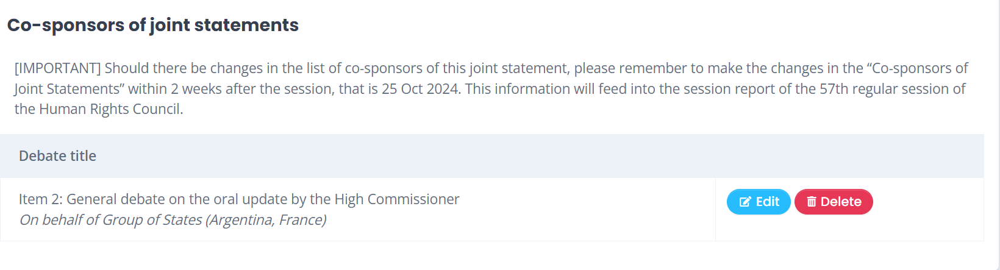 Co-sponsors of joint statements
[IMPORTANT] Should there be changes in the list of co-sponsors of this joint statement, please remember to make the changes in the “Co-sponsors of
Joint Statements” within 2 weeks after the session, that is 25 Oct 2024. This information will feed into the session report of the 57th regular session of
the Human Rights Council.
Debate title
Item 2: General debate on the oral update by the High Commissioner
On behalf of Group of States (Argentina, France)
Edit Delete